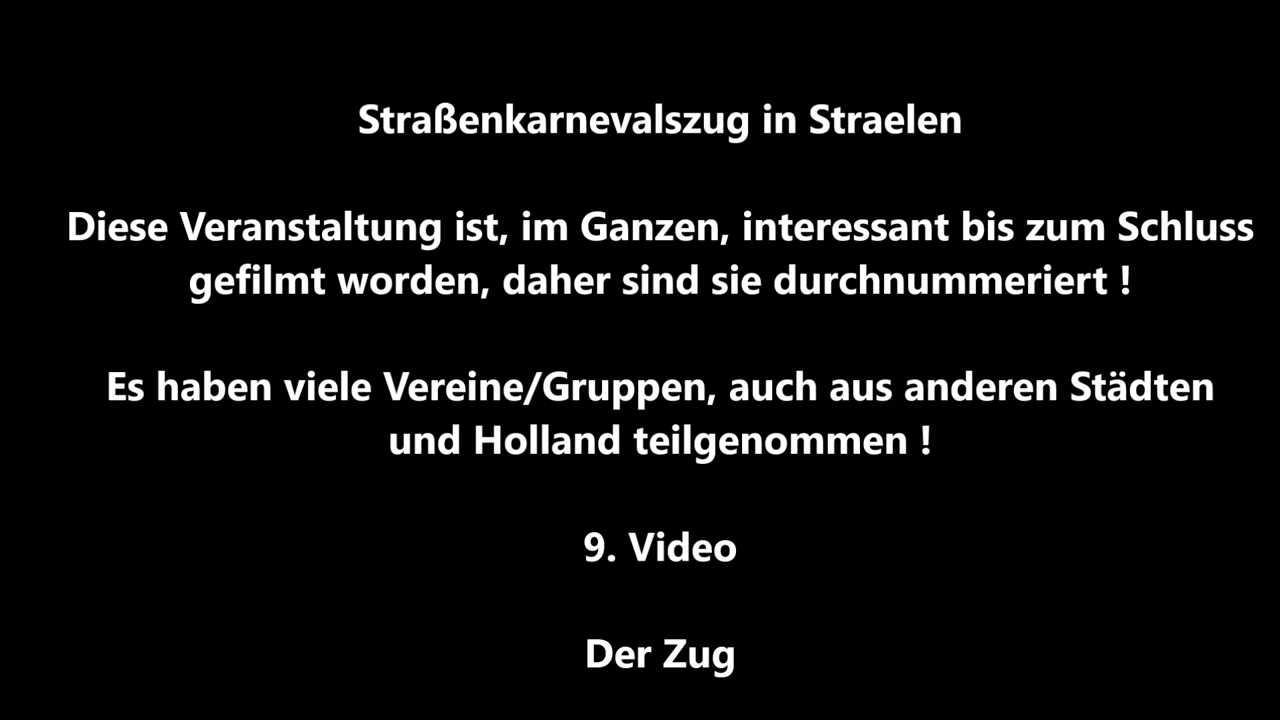 Straßenkarnevalszug in Straelen
Diese Veranstaltung ist, im Ganzen, interessant bis zum Schluss
gefilmt worden, daher sind sie durchnummeriert !
Es haben viele Vereine/Gruppen, auch aus anderen Städten
und Holland teilgenommen !
9. Video
Der Zug